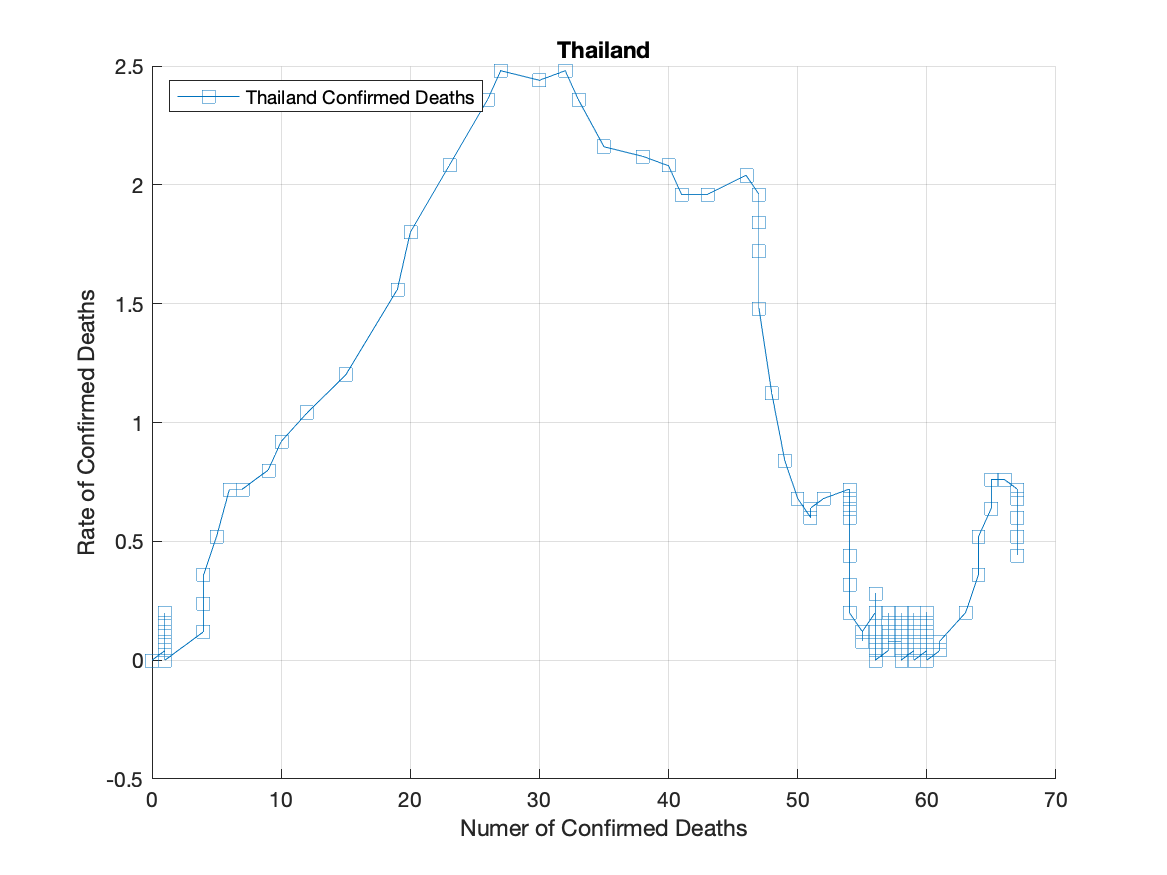 Thailand
Thailand Confirmed Deaths
2.5
2
1.5
1
0.5
0
-0.5
Rate of Confirmed Deaths
0 10 20 30 40 50 60 70
Numer of Confirmed Deaths